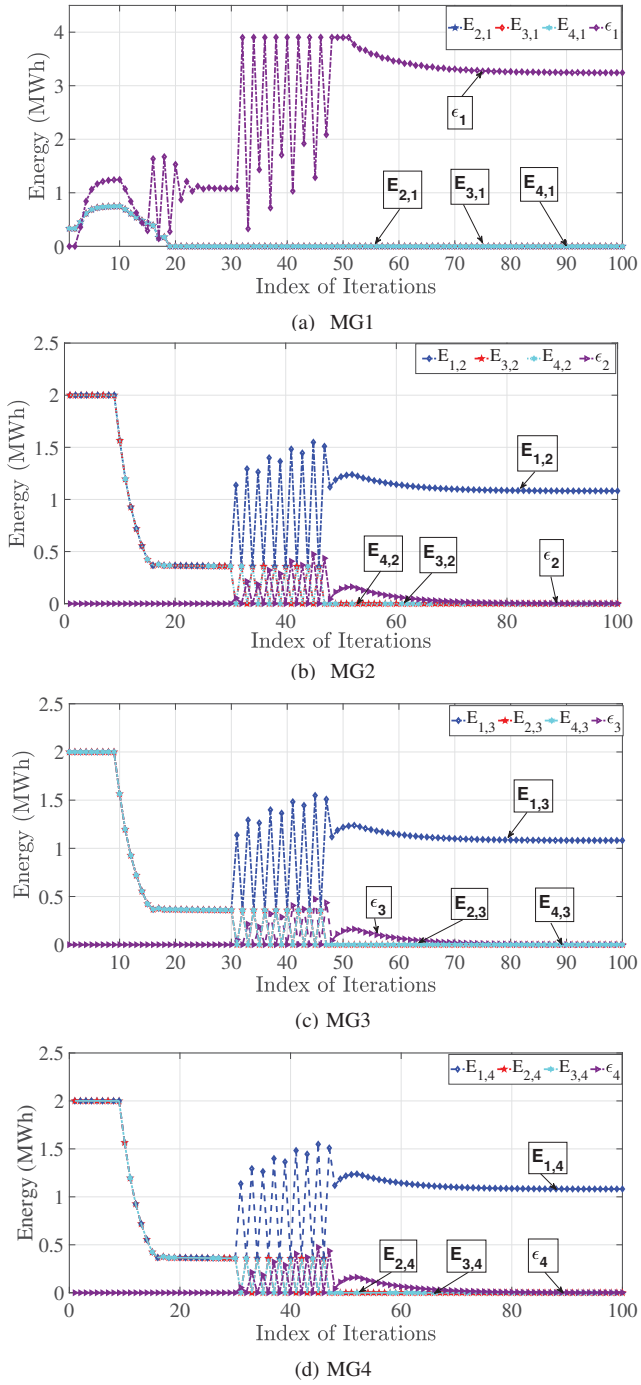 E2,1 E3,1 E4,1 ϵ1
Energy (MWh)
4
3
2
1
0
ϵ1
E2,1
E3,1
E4,1
10 20 30 40 50 60 70 80 90 100
Index of Iterations
(a) MG1
E1,2 E3,2 E4,2 ϵ2
Energy (MWh)
2.5
2
1.5
1
0.5
0
E1,2
E4,2
E3,2
ϵ2
0 20 40 60 80 100
Index of Iterations
(b) MG2
E1,3 E2,3 E4,3 ϵ3
Energy (MWh)
2.5
2
1.5
1
0.5
0
E1,3
ϵ3
E2,3
E4,3
10 20 30 40 50 60 70 80 90 100
Index of Iterations
(c) MG3
E1,4 E2,4 E3,4 ϵ4
Energy (MWh)
2.5
2
1.5
1
0.5
0
E1,4
E2,4
E3,4
ϵ4
0 20 40 60 80 100
Index of Iterations
(d) MG4